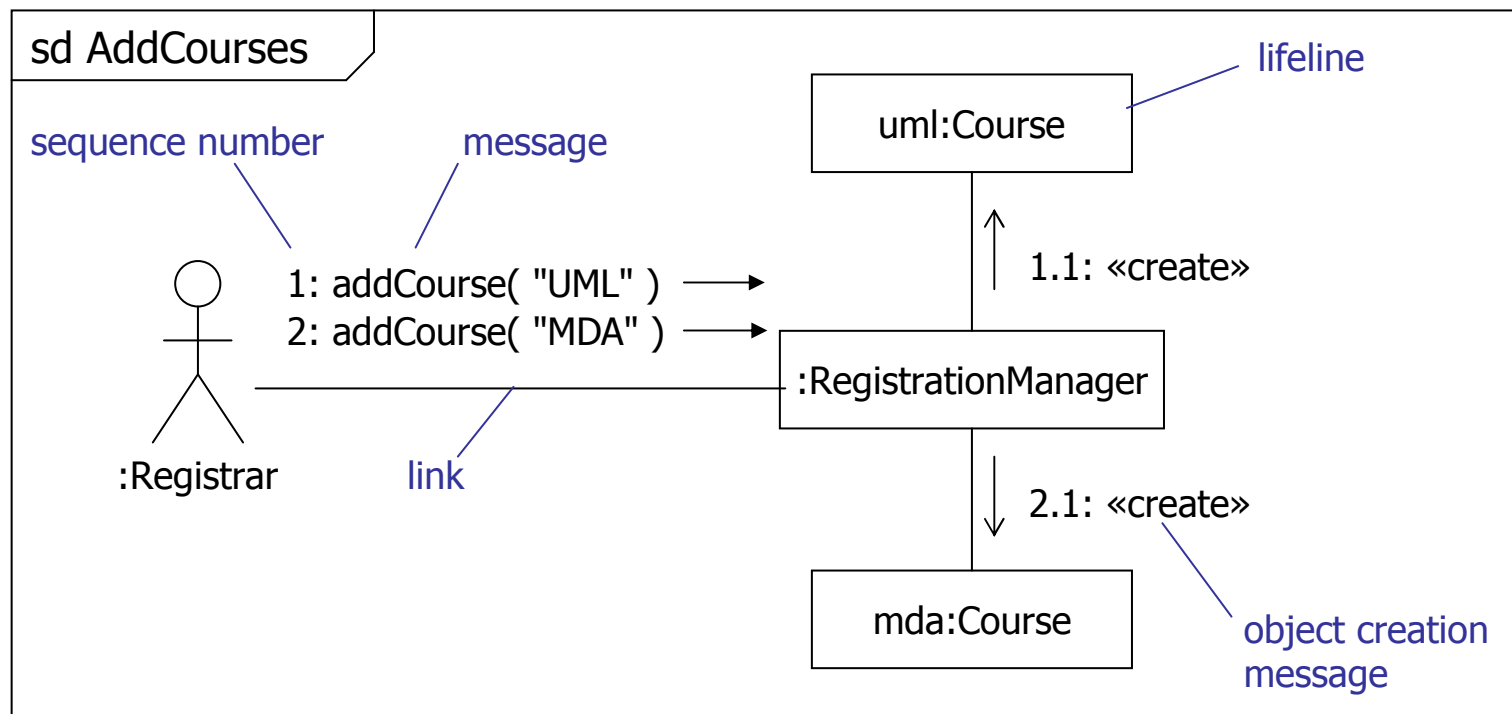 sd AddCourses
lifeline
uml:Course
sequence number
message
1.1: «create»
1: addCourse( "UML" )
2: addCourse( "MDA" )
:RegistrationManager
:Registrar
link
2.1: «create»
mda:Course
object creation
message